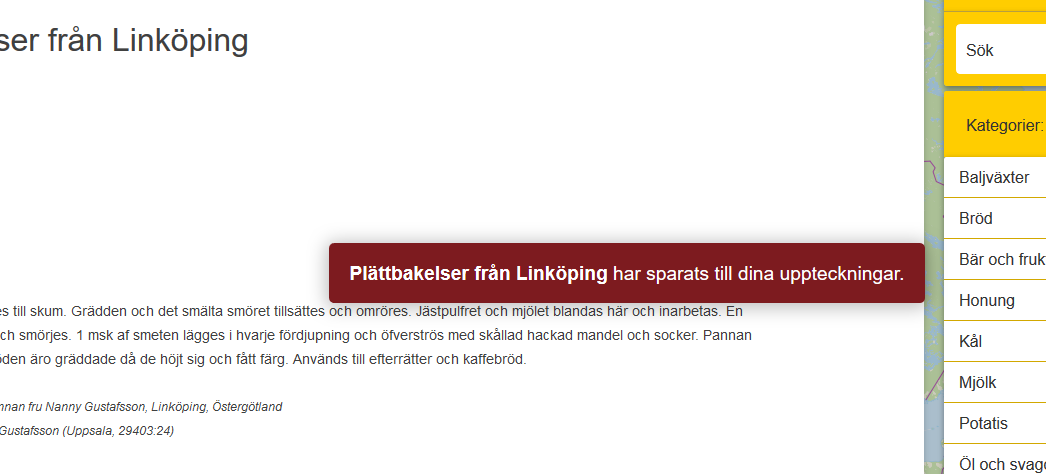 ser från Linköping
Sök
Kategorier:
Baljväxter
Bröd
Bär och frukt
Honung
Kål
Mjölk
Potatis
Öl och svag
Plättbakelser från Linköping har sparats till dina uppteckningar.
es till skum. Grädden och det smälta smöret tillsättes och omröres. Jästpulfret och mjölet blandas här och inarbetas. En
ch smörjes. 1 msk af smeten lägges i hvarje fördjupning och öfverströs med skållad hackad mandel och socker. Pannan
öden äro gräddade då de höjt sig och fått färg. Används till efterrätter och kaffebröd.
nnan fru Nanny Gustafsson, Linköping, Östergötland
Gustafsson (Uppsala, 29403:24)